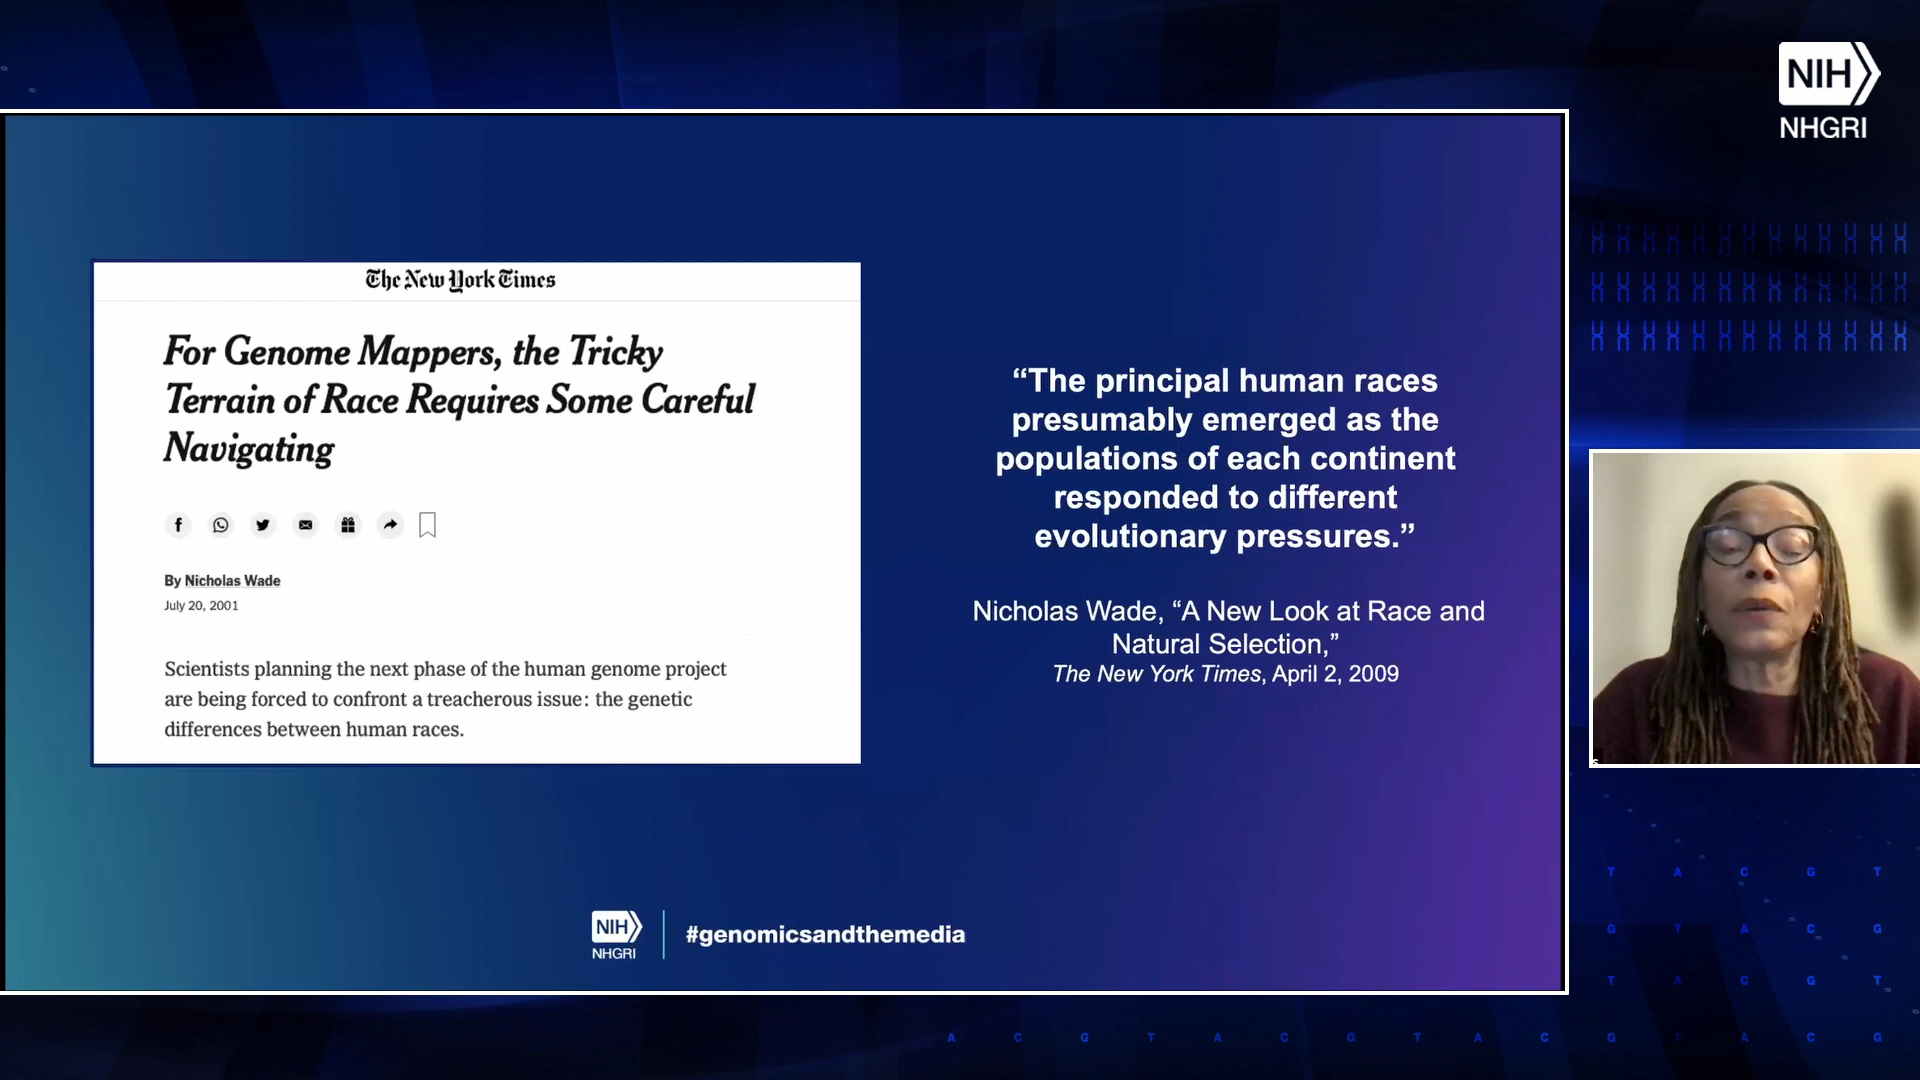 NIH
NHGRI
The New York Times
For Genome Mappers, the Tricky
Terrain of Race Requires Some Careful
Navigating
By Nicholas Wade
July 20, 2001
Scientists planning the next phase of the human genome project
are being forced to confront a treacherous issue: the genetic
differences between human races.
“The principal human races
presumably emerged as the
populations of each continent
responded to different
evolutionary pressures.”
Nicholas Wade, “A New Look at Race and
Natural Selection,”
The New York Times, April 2, 2009
NIH
NHGRI
#genomicsandthemedia
s
T A C G T
G T A C G
T A C G T
A C G T A C G T A C G T A C G